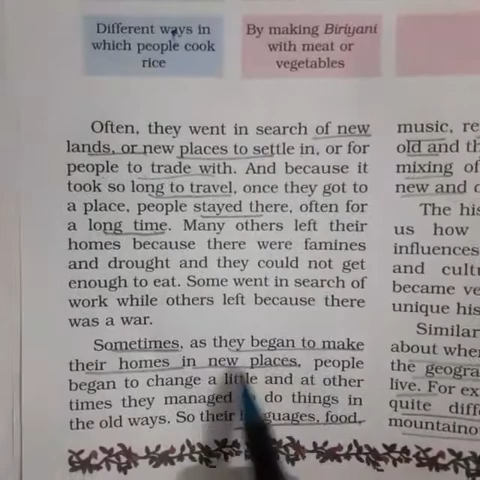 Different ways in
which people cook
rice
By making Biriyani
with meat or
vegetables
Often, they went in search of new
lands, or new places to settle in, or for
people to trade with. And because it
took so long to travel, once they got to
a place, people stayed there, often for
a long time. Many others left their
homes because there were famines
and drought and they could not get
enough to eat. Some went in search of
work while others left because there
was a war.
Sometimes, as they began to make
their homes in new places, people
began to change a little and at other
times they managed do things in
the old ways. So their languages, food,
music, re
old and th
mixing of
new and
The his
us how
influences
and cultu
became ve
unique his
Similar
about whe
the geogra
live. For ex
quite diff
mountaino